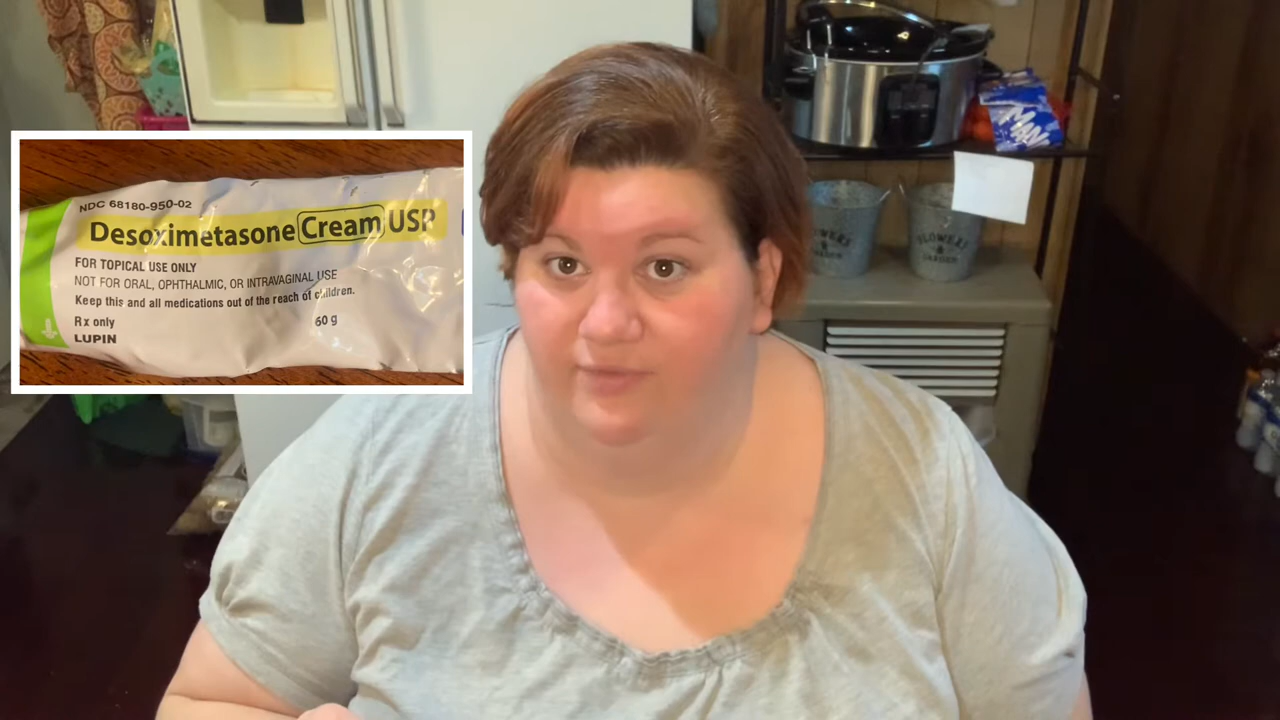 NDC 68180-950-02
Desoximetasone Cream USP
FOR TOPICAL USE ONLY
NOT FOR ORAL, OPHTHALMIC, OR INTRAVAGINAL USE
Keep this and all medications out of the reach of children.
Rx only 60 g
LUPIN
MAN
FLOWERS
&
GARDEN